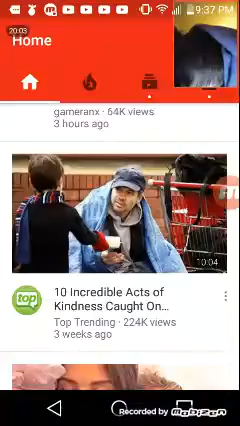 9:37 PM
20:03
Home
gameranx · 64K views
3 hours ago
10:04
top
10 Incredible Acts of
Kindness Caught On...
Top Trending · 224K views
3 weeks ago
Recorded by mobizen